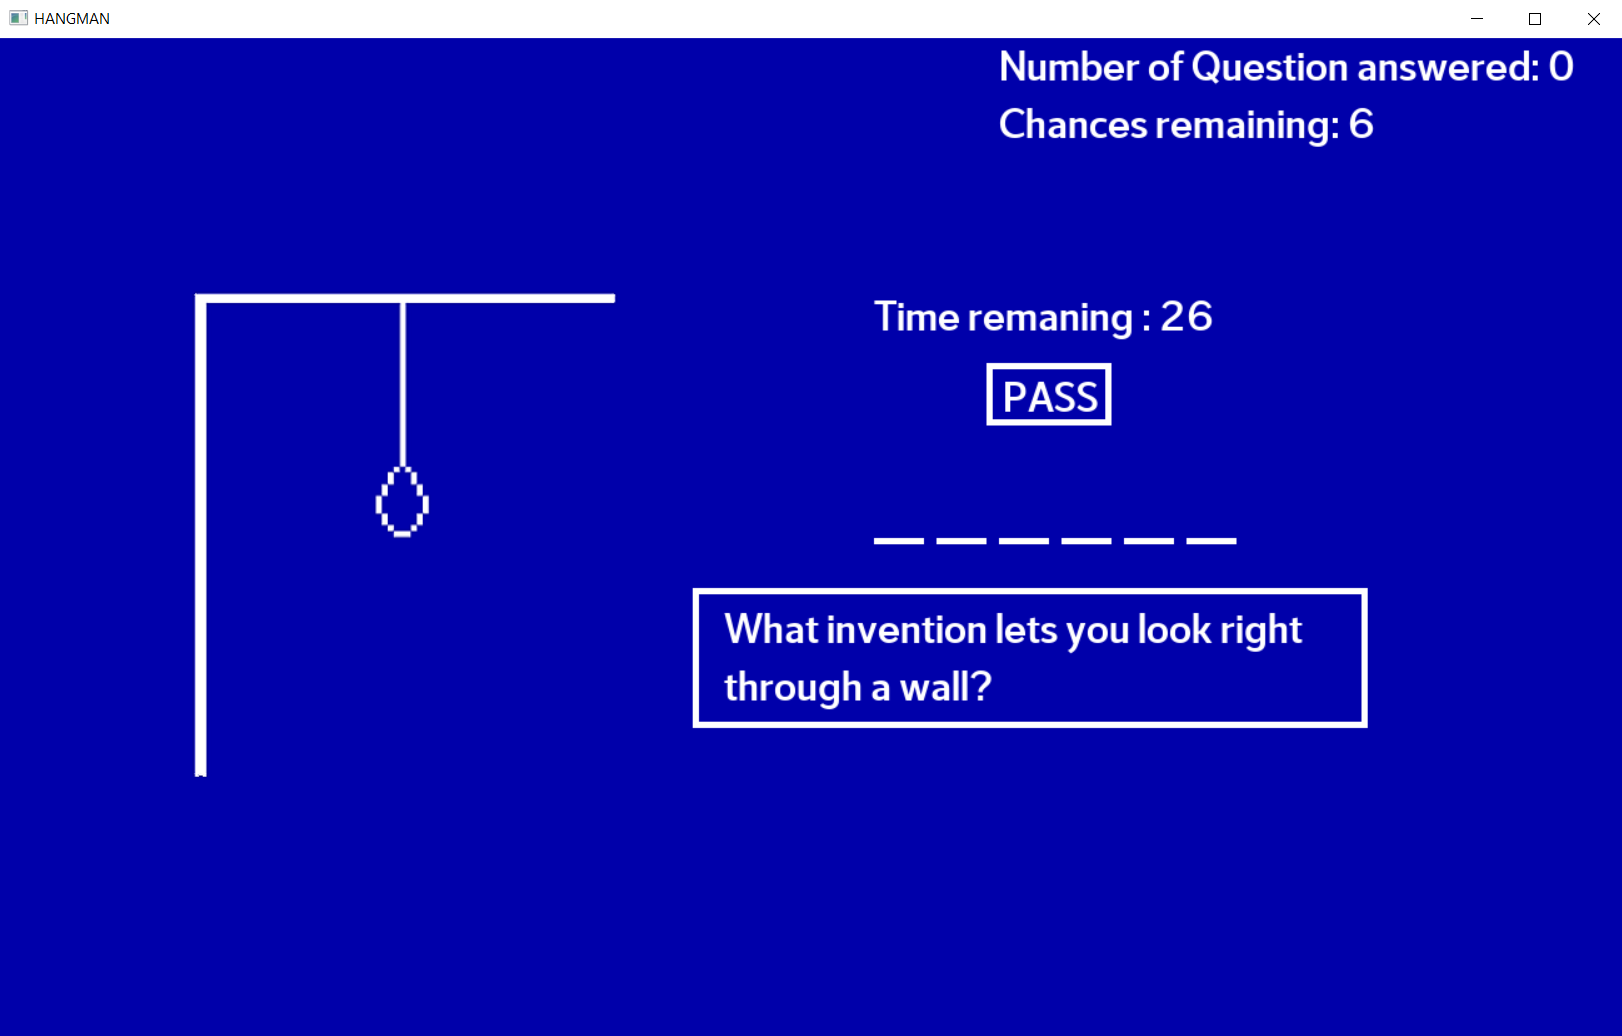 HANGMAN
Number of Question answered: 0
Chances remaining: 6
Time remaning : 26
PASS
What invention lets you look right
through a wall?